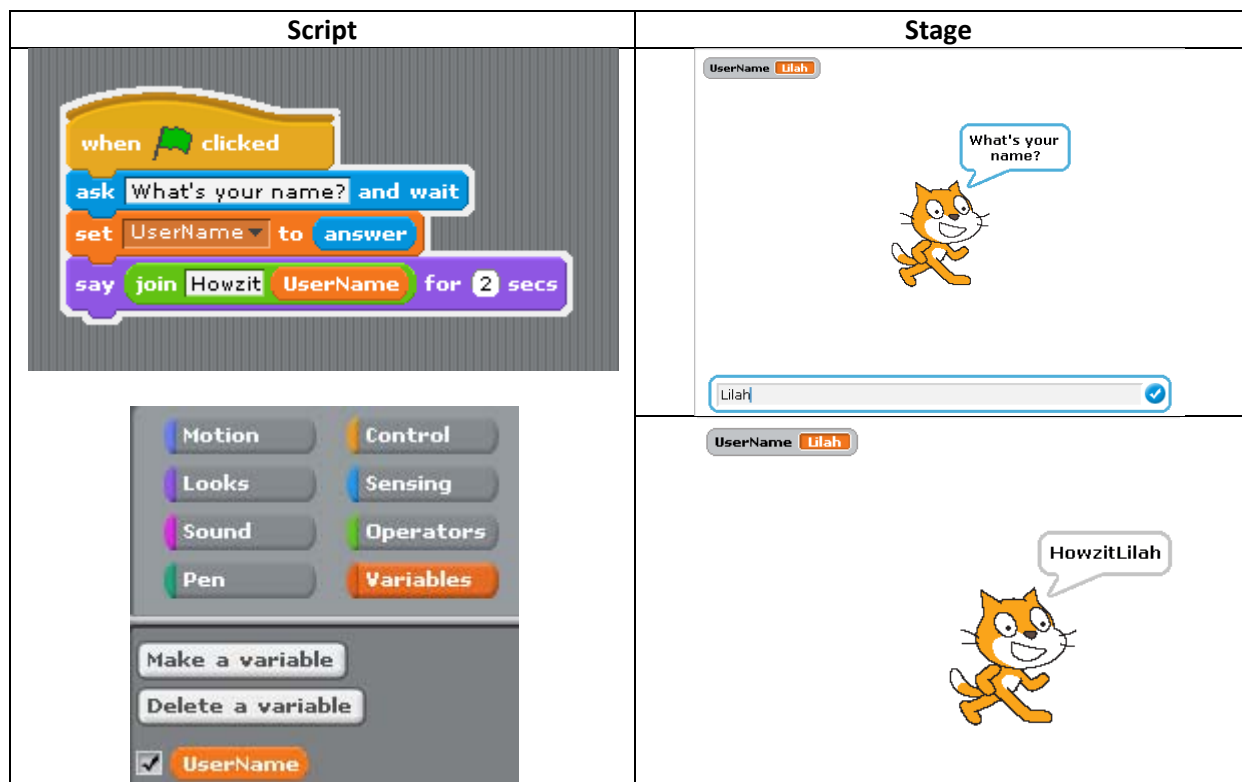 Script
when clicked
ask What's your name? and wait
set UserName to answer
say join Howzit UserName for 2 secs
Motion Control
Looks Sensing
Sound Operators
Pen Variables
Make a variable
Delete a variable
UserName
Stage
UserName Lilah
What's your
name?
Lilah
UserName Lilah
HowzitLilah